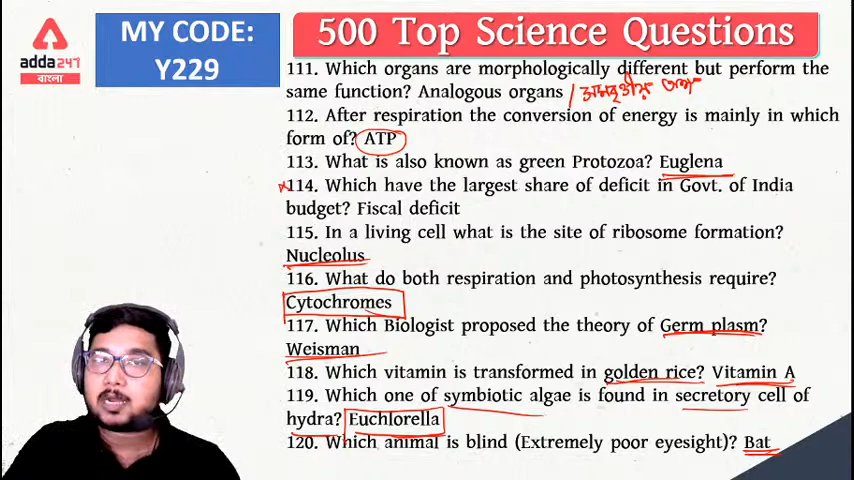 adda247
বাংলা
MY CODE:
Y229
500 Top Science Questions
111. Which organs are morphologically different but perform the
same function? Analogous organs /
112. After respiration the conversion of energy is mainly in which
form of? ATP
113. What is also known as green Protozoa? Euglena
x114. Which have the largest share of deficit in Govt. of India
budget? Fiscal deficit
115. In a living cell what is the site of ribosome formation?
Nucleolus
116. What do both respiration and photosynthesis require?
Cytochromes
117. Which Biologist proposed the theory of Germ plasm?
Weisman
118. Which vitamin is transformed in golden rice? Vitamin A
119. Which one of symbiotic algae is found in secretory cell of
hydra? Euchlorella
120. Which animal is blind (Extremely poor eyesight)? Bat